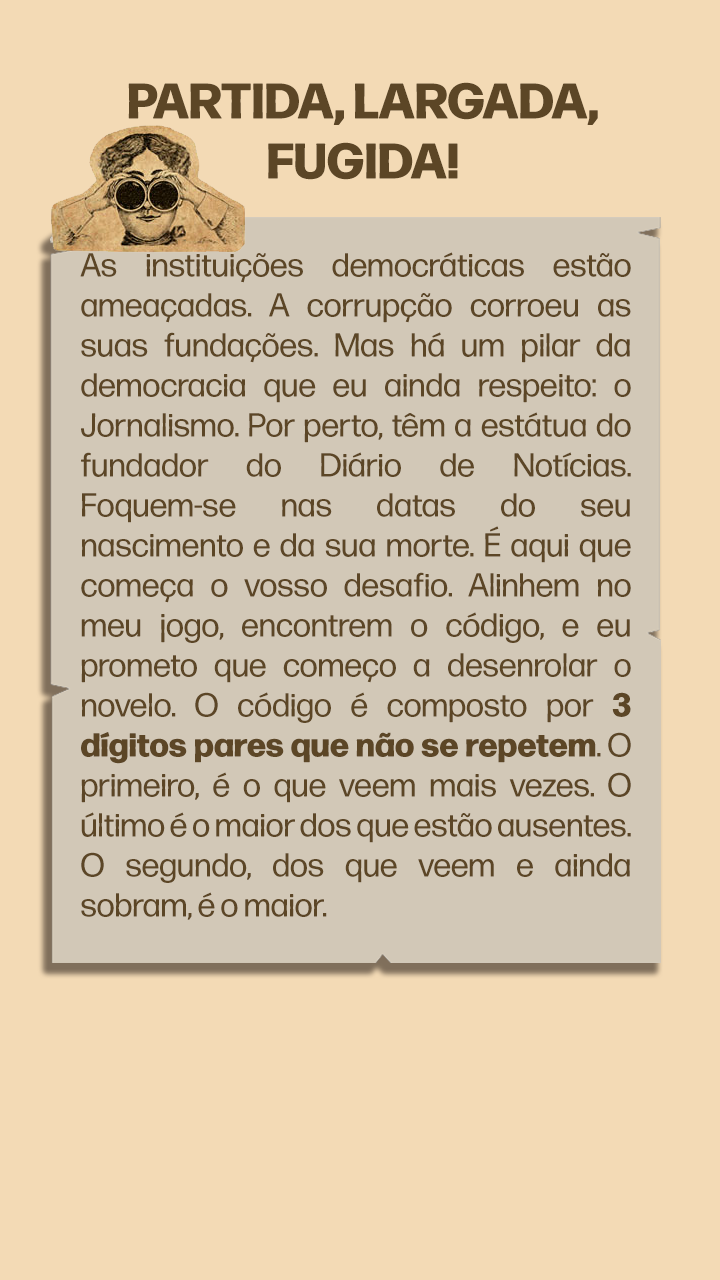 PARTIDA, LARGADA,
FUGIDA!
As instituições democráticas estão
ameaçadas. A corrupção corroeu as
suas fundações. Mas há um pilar da
democracia que eu ainda respeito: o
Jornalismo. Por perto, têm a estátua do
fundador do Diário de Notícias.
Foquem-se nas datas do seu
nascimento e da sua morte. É aqui que
começa o vosso desafio. Alinhem no
meu jogo, encontrem o código, e eu
prometo que começo a desenrolar o
novelo. O código é composto por 3
dígitos pares que não se repetem. O
primeiro, é o que veem mais vezes. O
último é o maior dos que estão ausentes.
O segundo, dos que veem e ainda
sobram, é o maior.